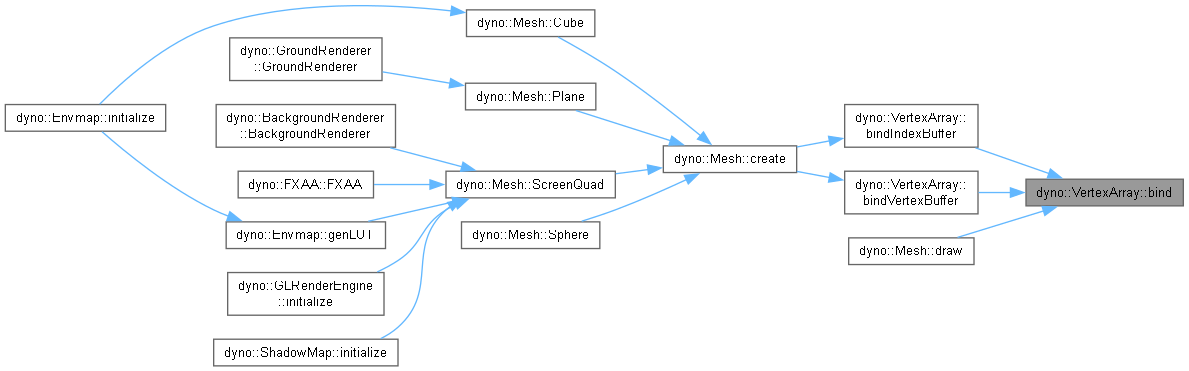 dyno::Mesh::Cube
dyno::GroundRenderer
::GroundRenderer
dyno::Mesh::Plane
dyno::Envmap::initialize
dyno::BackgroundRenderer
::BackgroundRenderer
dyno::VertexArray::
bindIndexBuffer
dyno::Mesh::create
dyno::FXAA::FXAA
dyno::Mesh::ScreenQuad
dyno::VertexArray::
bindVertexBuffer
dyno::VertexArray::bind
dyno::Envmap::genLUT
dyno::Mesh::Sphere
dyno::Mesh::draw
dyno::GLRenderEngine
::initialize
dyno::ShadowMap::initialize